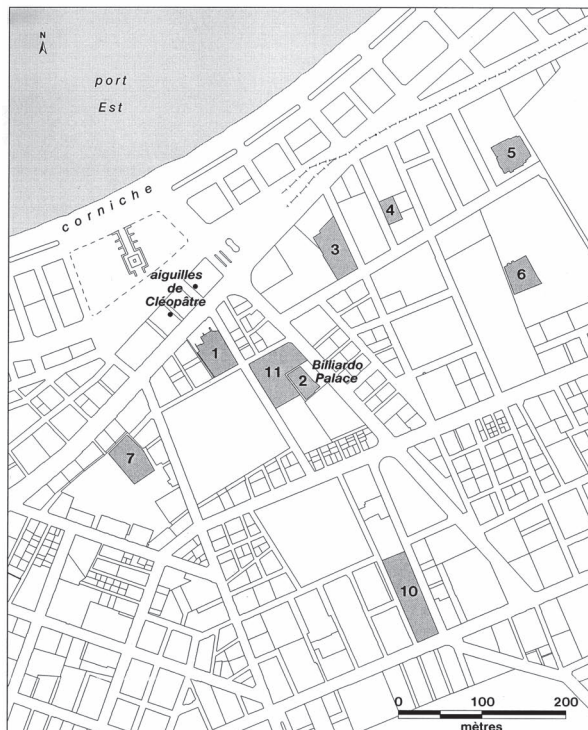 N
port
Est
corniche
aiguilles
de
Cléopâtre
5
4
3
6
1
11
2
Billiardo
Palace
7
10
0 100 200
mètres